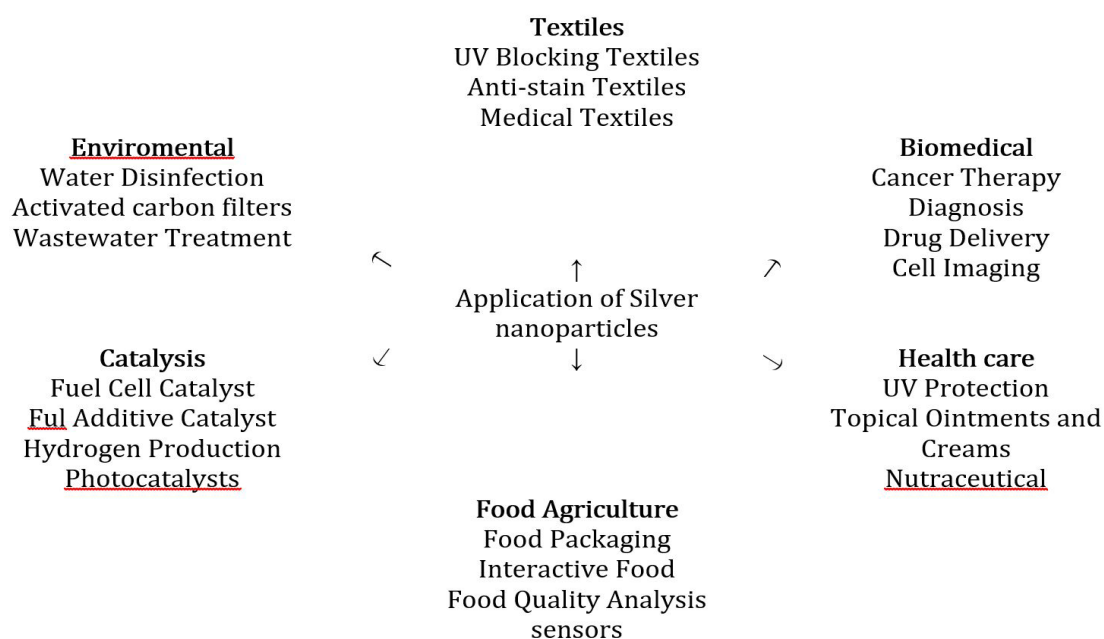 Textiles
UV Blocking Textiles
Anti-stain Textiles
Medical Textiles
Enviromental
Water Disinfection
Activated carbon filters
Wastewater Treatment
Biomedical
Cancer Therapy
Diagnosis
Drug Delivery
Cell Imaging
Application of Silver
nanoparticles
Catalysis
Fuel Cell Catalyst
Ful Additive Catalyst
Hydrogen Production
Photocatalysts
Health care
UV Protection
Topical Ointments and
Creams
Nutraceutical
Food Agriculture
Food Packaging
Interactive Food
Food Quality Analysis
sensors